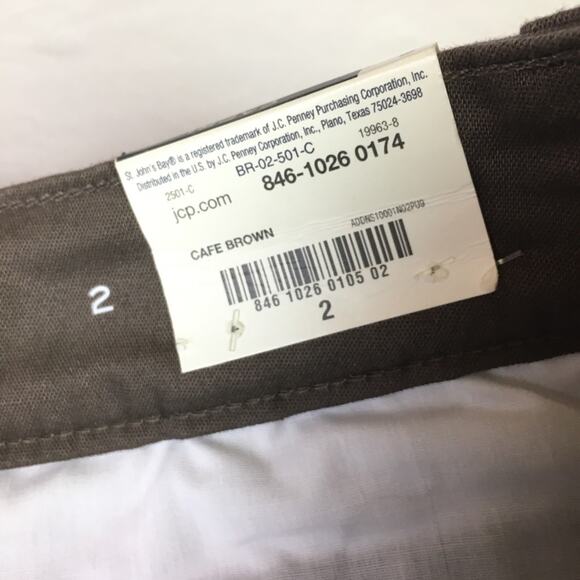 St. John's Bay® is a registered trademark of J.C. Penney Purchasing Corporation, Inc.
Distributed in the U.S. by J.C. Penney Corporation, Inc., Plano, Texas 75024-3698
2501-C BR-02-501-C 19963-8
jcp.com 846-1026 0174
CAFE BROWN ADDNS10001N02PU9
846 1026 0105 02
2
2